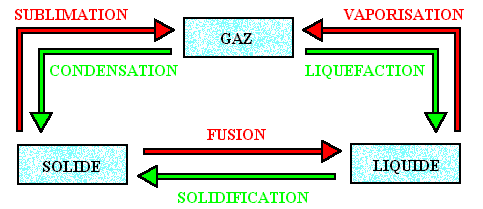 SUBLIMATION
VAPORISATION
GAZ
CONDENSATION
LIQUEFACTION
FUSION
SOLIDE
LIQUIDE
SOLIDIFICATION